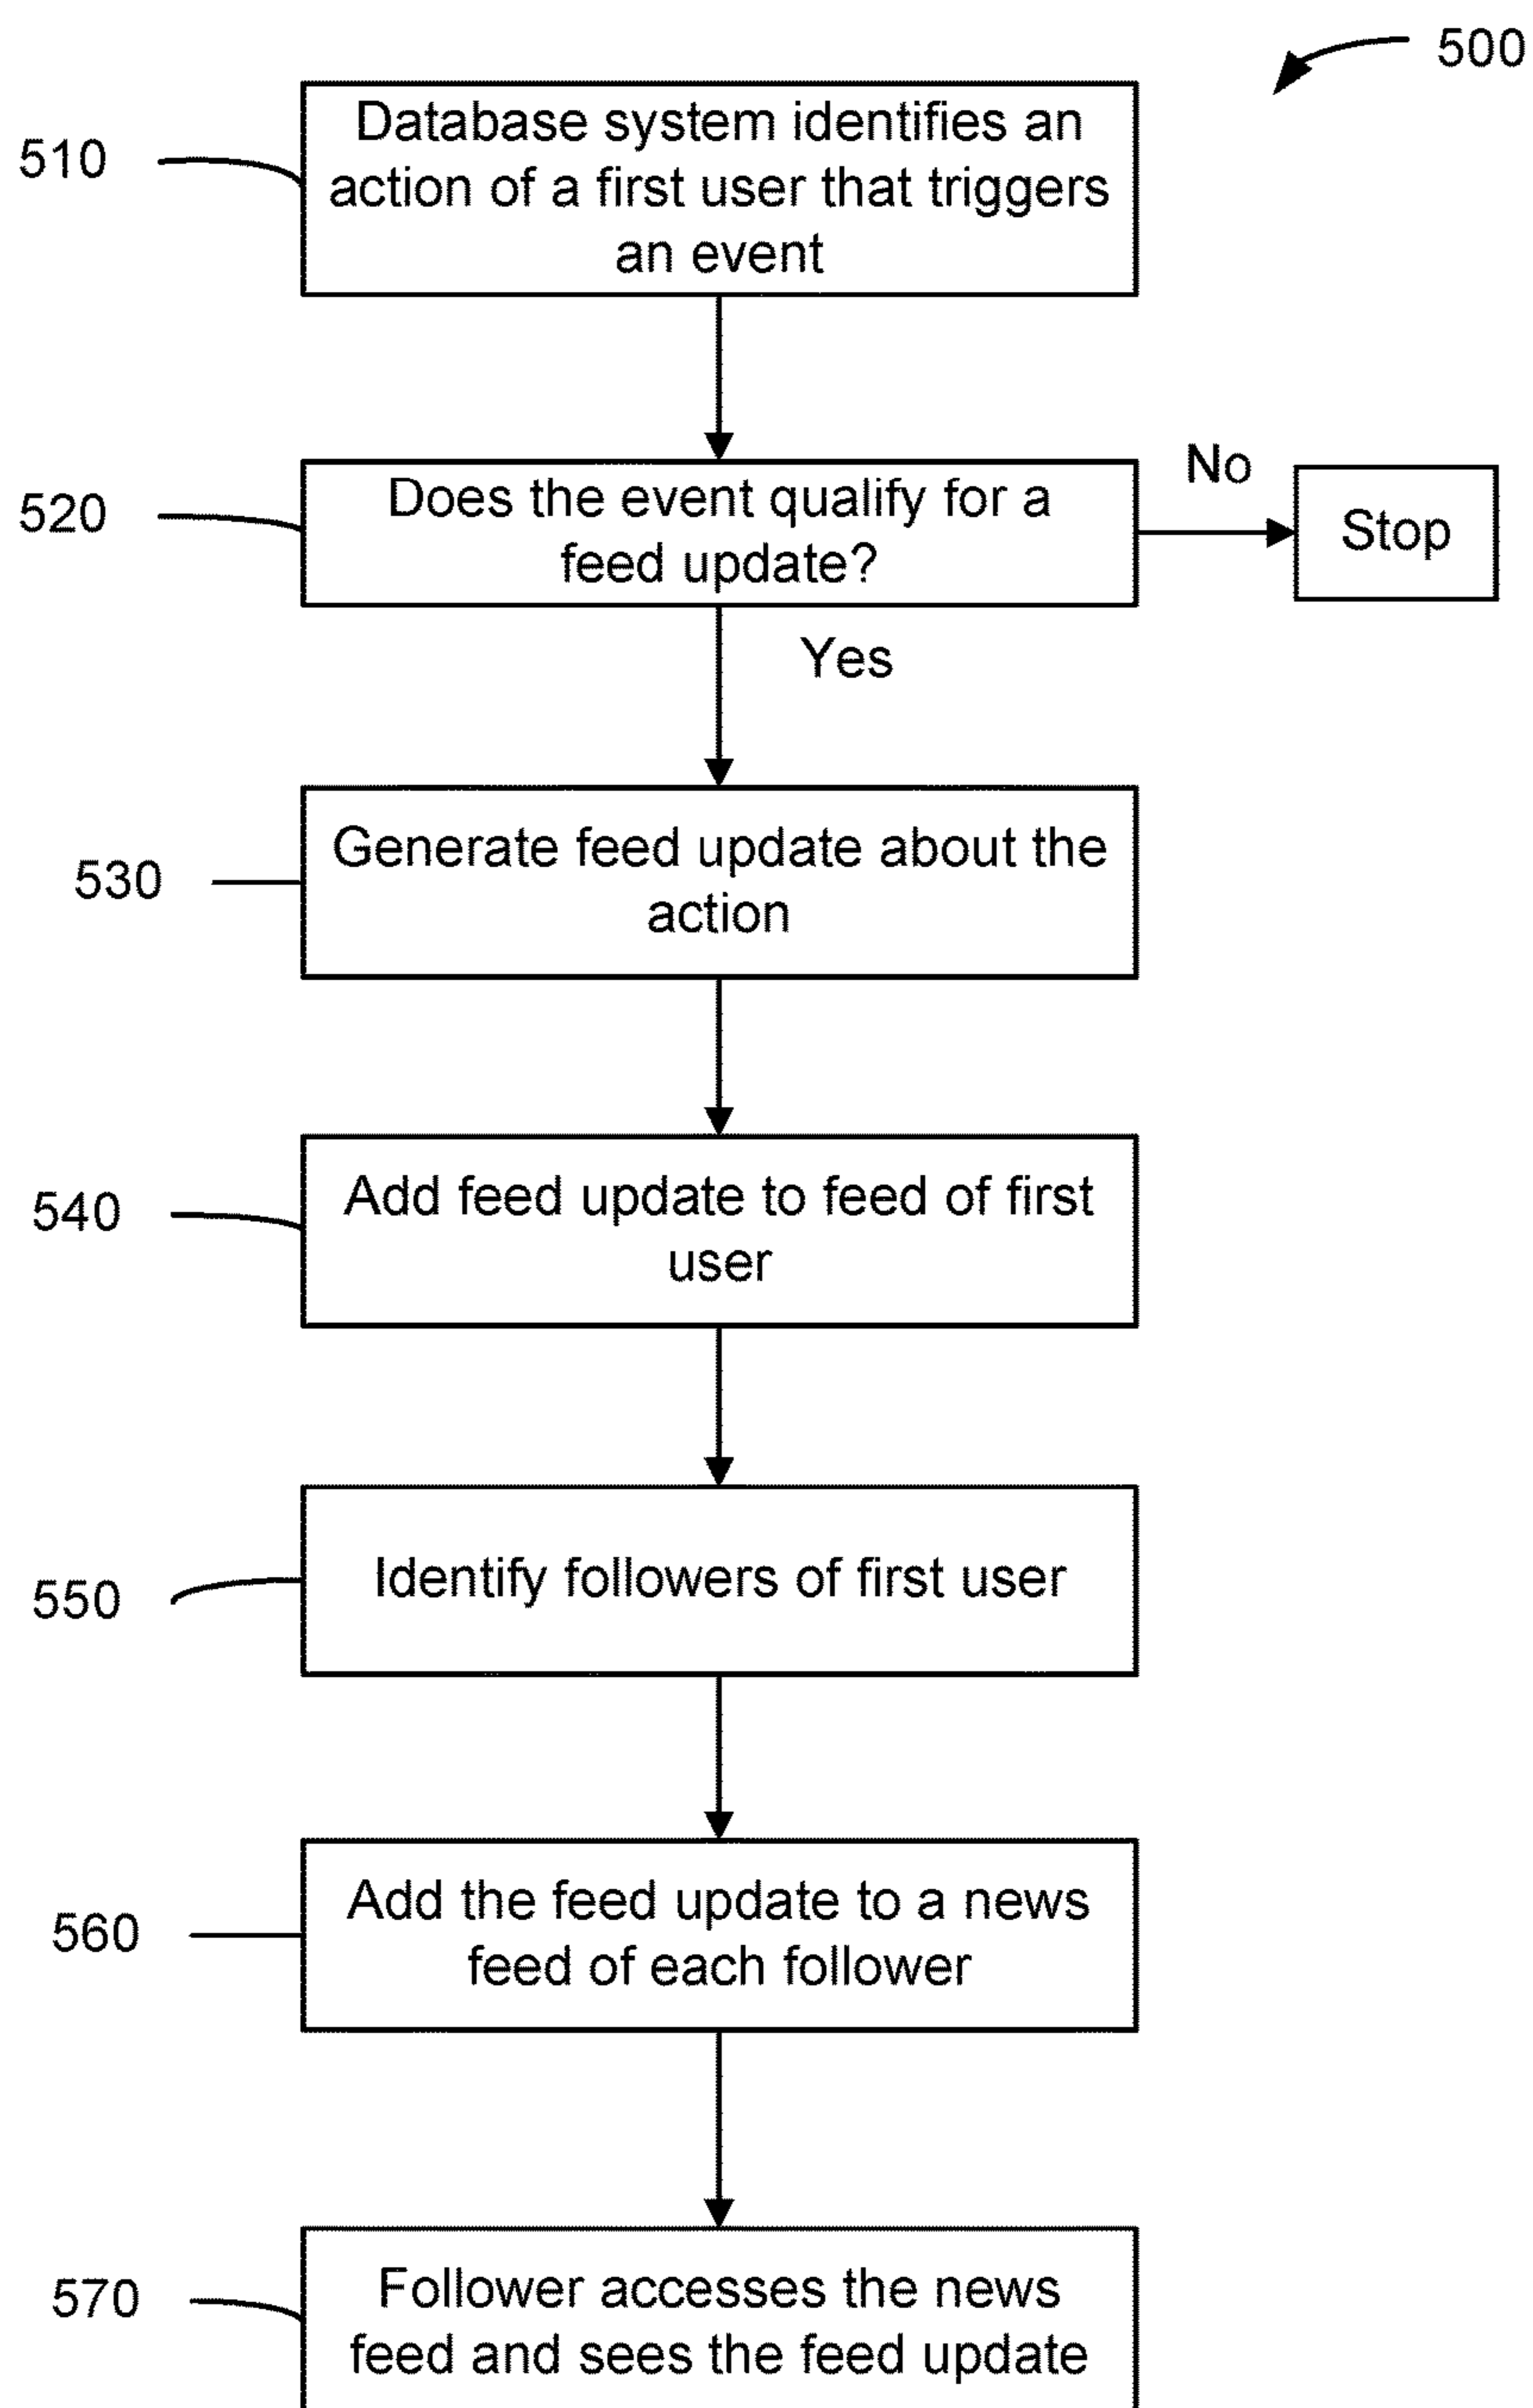 500
510
Database system identifies an
action of a first user that triggers
an event
520
Does the event qualify for a
feed update?
No
Stop
Yes
530
Generate feed update about the
action
540
Add feed update to feed of first
user
550
Identify followers of first user
560
Add the feed update to a news
feed of each follower
570
Follower accesses the news
feed and sees the feed update